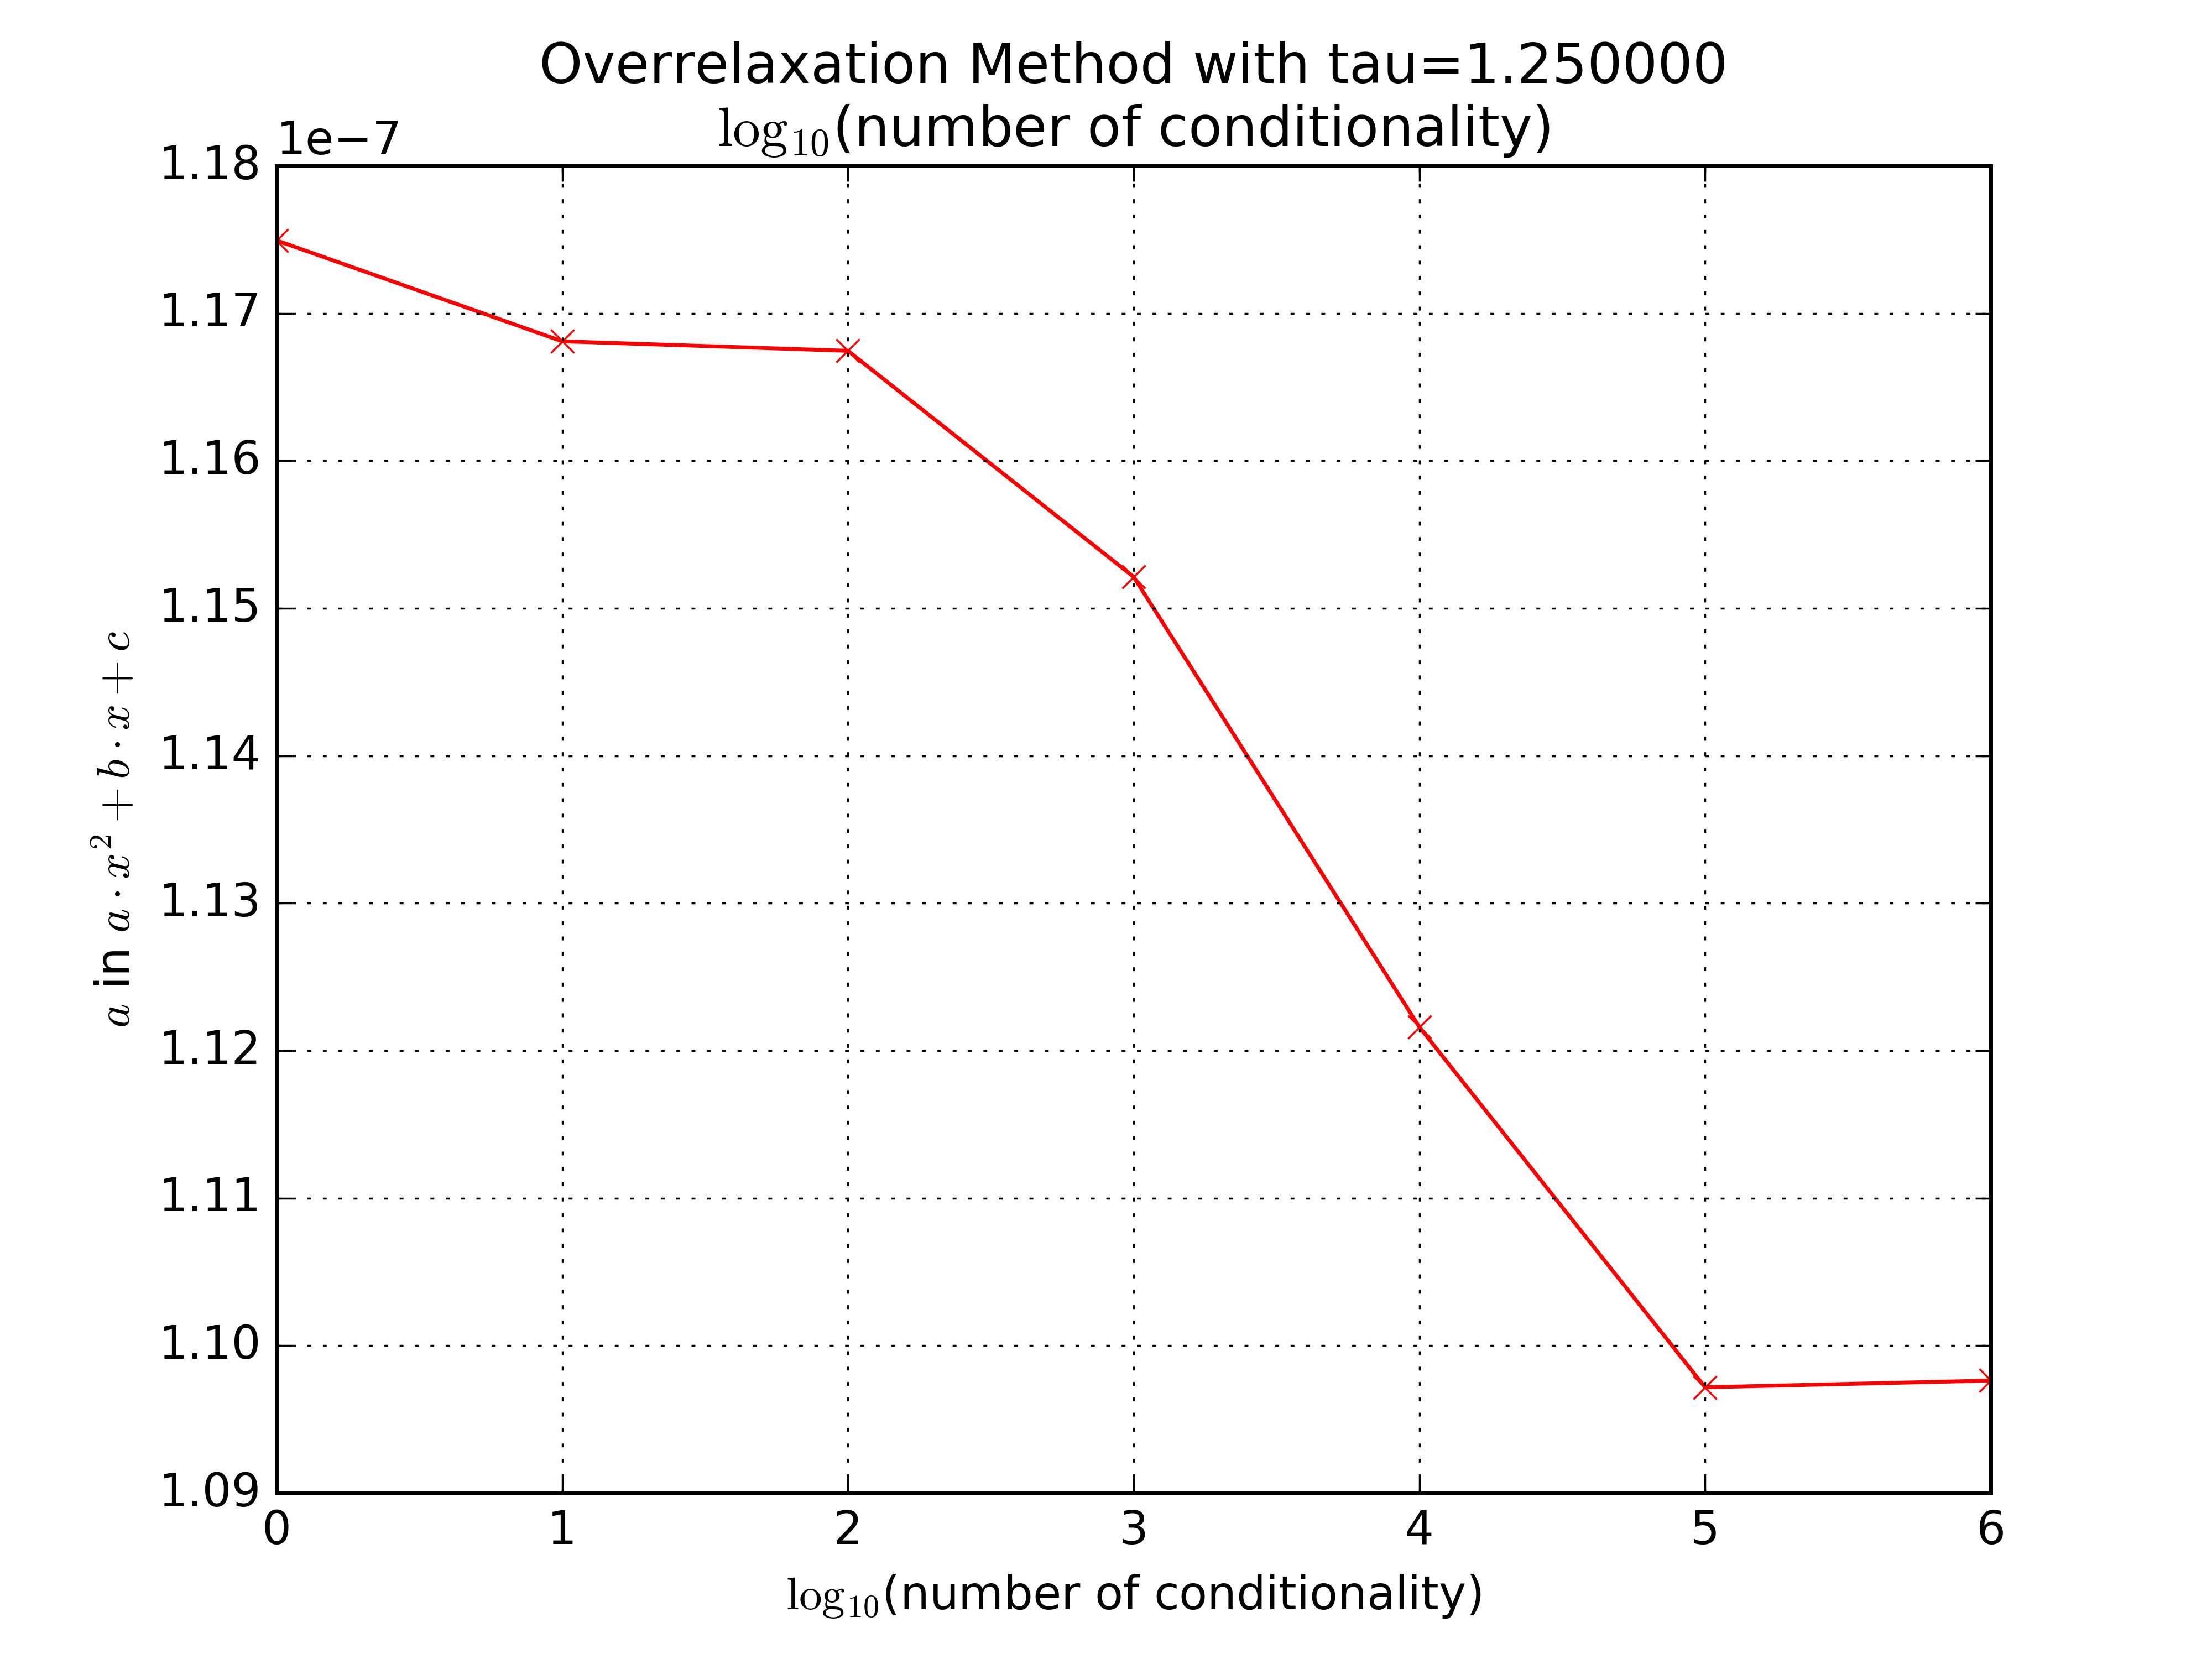 Overrelaxation Method with tau=1.250000
log₁₀(number of conditionality)
1e−7
1.18
1.17
1.16
1.15
1.14
1.13
1.12
1.11
1.10
1.09
a in a · x² + b · x + c
0 1 2 3 4 5 6
log₁₀(number of conditionality)